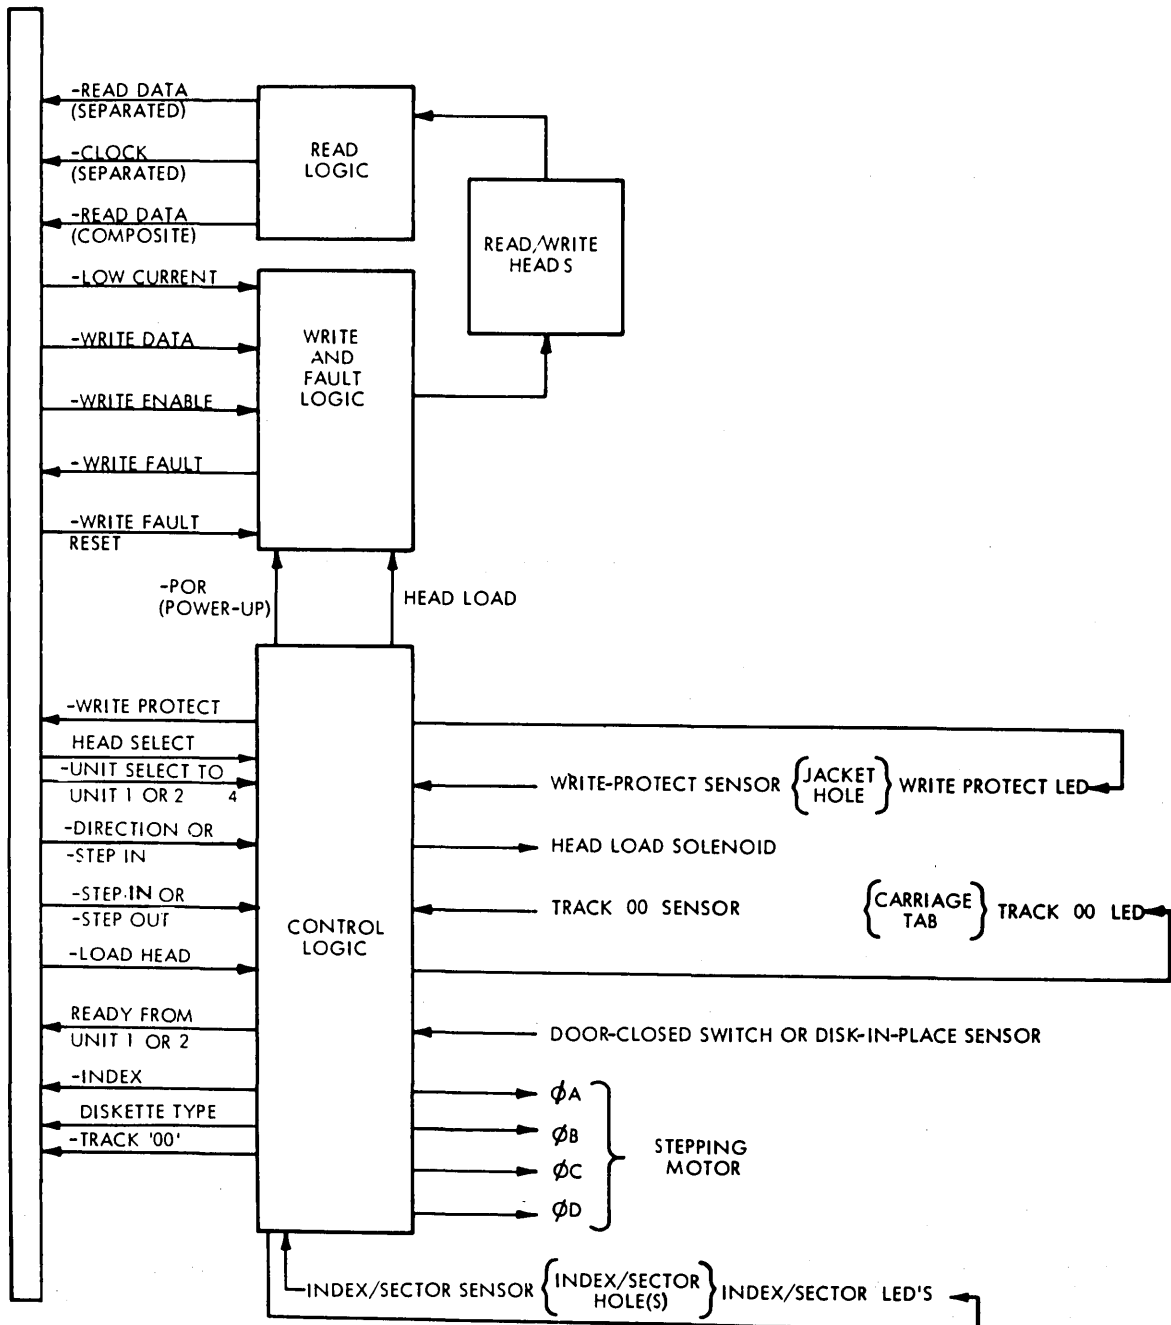 -READ DATA
(SEPARATED)
-CLOCK
(SEPARATED)
-READ DATA
(COMPOSITE)
READ
LOGIC
READ/WRITE
HEADS
-LOW CURRENT
-WRITE DATA
-WRITE ENABLE
-WRITE FAULT
-WRITE FAULT
RESET
WRITE
AND
FAULT
LOGIC
-POR
(POWER-UP)
HEAD LOAD
-WRITE PROTECT
HEAD SELECT
-UNIT SELECT TO
UNIT 1 OR 2 4
-DIRECTION OR
-STEP IN
-STEP IN OR
-STEP OUT
-LOAD HEAD
READY FROM
UNIT 1 OR 2
-INDEX
DISKETTE TYPE
-TRACK '00'
CONTROL
LOGIC
WRITE-PROTECT SENSOR {JACKET
HOLE} WRITE PROTECT LED
HEAD LOAD SOLENOID
TRACK 00 SENSOR {CARRIAGE
TAB} TRACK 00 LED
DOOR-CLOSED SWITCH OR DISK-IN-PLACE SENSOR
ϕA
ϕB
ϕC
ϕD
STEPPING
MOTOR
INDEX/SECTOR SENSOR {INDEX/SECTOR
HOLE(S)} INDEX/SECTOR LED'S